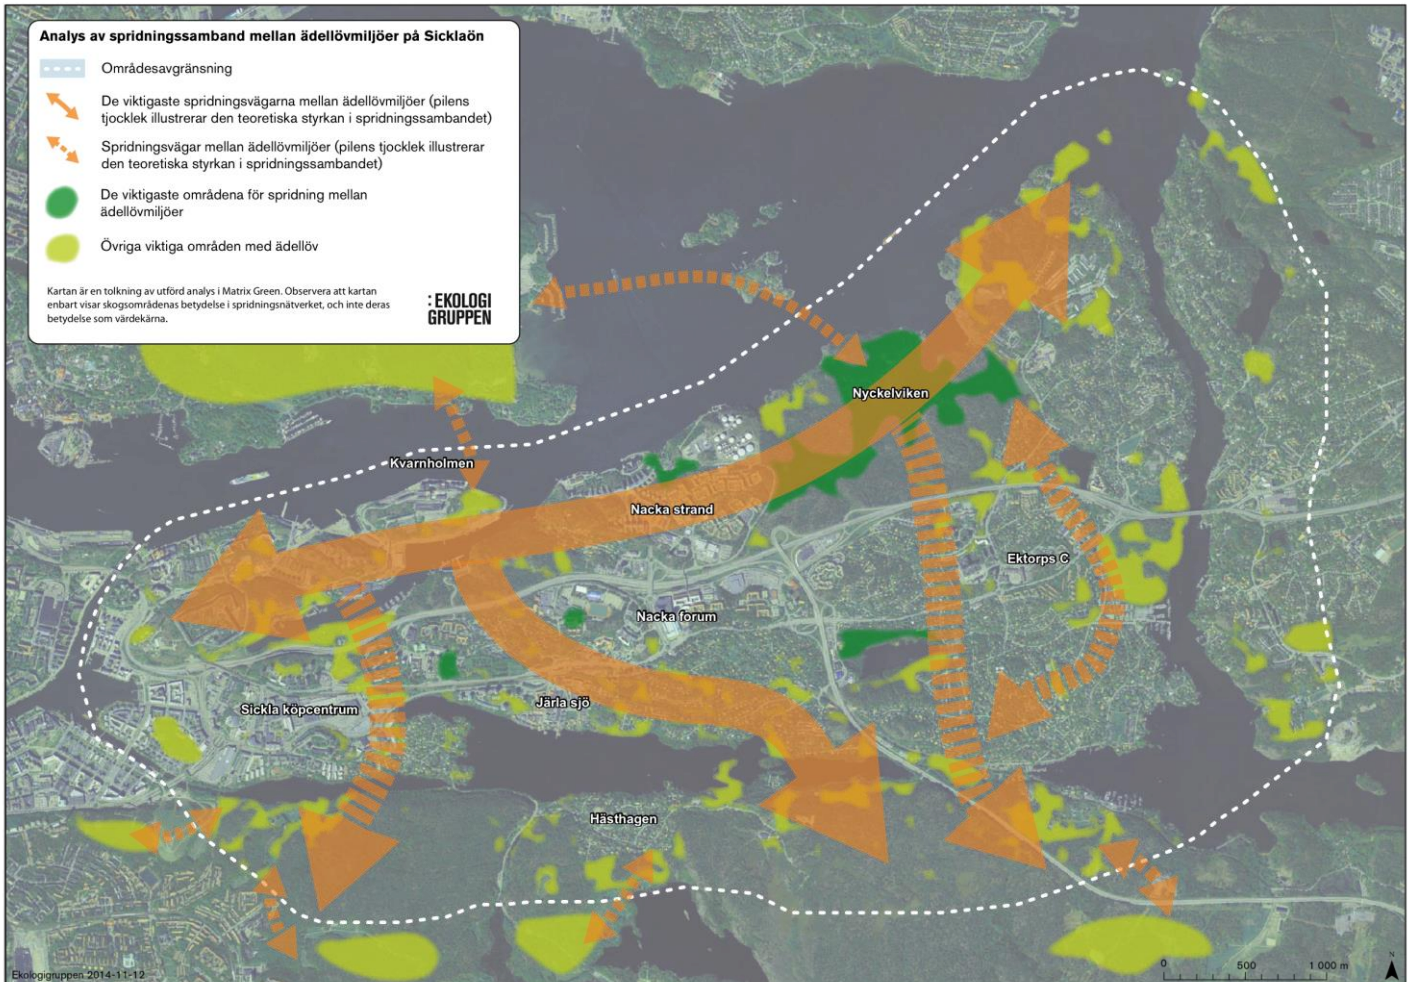 Analys av spridningssamband mellan ädellövmiljöer på Sicklaön
Områdesavgränsning
De viktigaste spridningsvägarna mellan ädellövmiljöer (pilens
tjocklek illustrerar den teoretiska styrkan i spridningssambandet)
Spridningsvägar mellan ädellövmiljöer (pilens tjocklek illustrerar
den teoretiska styrkan i spridningssambandet)
De viktigaste områdena för spridning mellan
ädellövmiljöer
Övriga viktiga områden med ädellöv
Kartan är en tolkning av utförd analys i Matrix Green. Observera att kartan
enbart visar skogsområdenas betydelse i spridningsnätverket, och inte deras
betydelse som värdekärna.
:EKOLOGI
GRUPPEN
Nyckelviken
Kvarnholmen
Nacka strand
Ektorps C
Nacka forum
Järla sjö
Sickla köpcentrum
Hästhagen
Ekologigruppen 2014-11-12
0 500 1 000 m
N